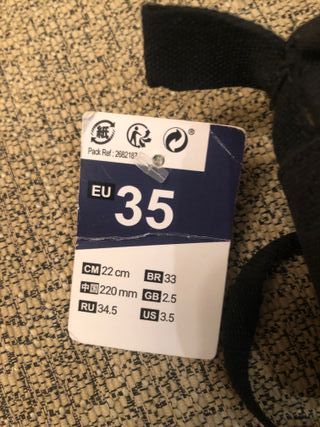 紙
Pack Ref : 2682187
EU 35
CM 22 cm BR 33
中国 220 mm GB 2.5
RU 34.5 US 3.5